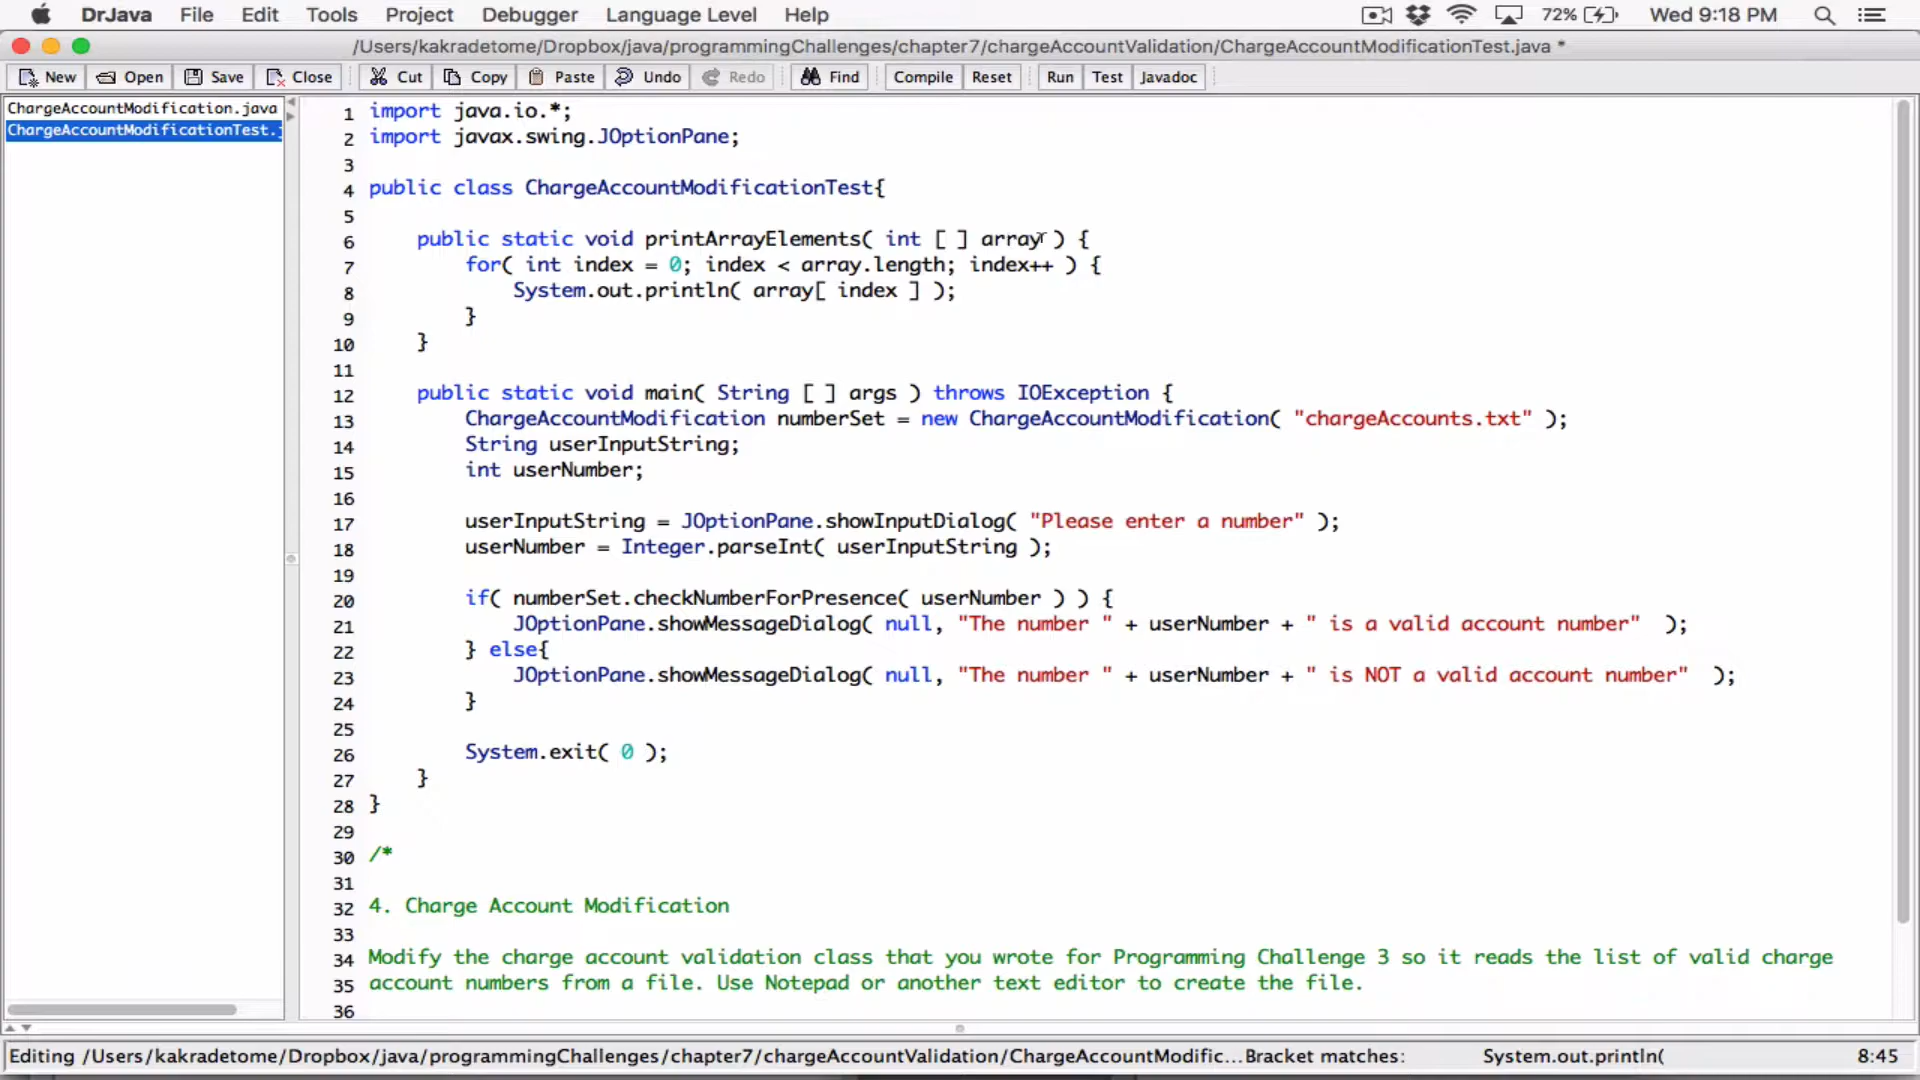 DrJava File Edit Tools Project Debugger Language Level Help 72% Wed 9:18 PM
/Users/kakradetome/Dropbox/java/programmingChallenges/chapter7/chargeAccountValidation/ChargeAccountModificationTest.java *
New Open Save Close Cut Copy Paste Undo Redo Find Compile Reset Run Test Javadoc
ChargeAccountModification.java
ChargeAccountModificationTest.j
1 import java.io.*;
2 import javax.swing.JOptionPane;
3
4 public class ChargeAccountModificationTest{
5
6 public static void printArrayElements( int [ ] array ) {
7 for( int index = 0; index < array.length; index++ ) {
8 System.out.println( array[ index ] );
9 }
10 }
11
12 public static void main( String [ ] args ) throws IOException {
13 ChargeAccountModification numberSet = new ChargeAccountModification( "chargeAccounts.txt" );
14 String userInputString;
15 int userNumber;
16
17 userInputString = JOptionPane.showInputDialog( "Please enter a number" );
18 userNumber = Integer.parseInt( userInputString );
19
20 if( numberSet.checkNumberForPresence( userNumber ) ) {
21 JOptionPane.showMessageDialog( null, "The number " + userNumber + " is a valid account number"  );
22 } else{
23 JOptionPane.showMessageDialog( null, "The number " + userNumber + " is NOT a valid account number"  );
24 }
25
26 System.exit( 0 );
27 }
28 }
29
30 /*
31
32 4. Charge Account Modification
33
34 Modify the charge account validation class that you wrote for Programming Challenge 3 so it reads the list of valid charge
35 account numbers from a file. Use Notepad or another text editor to create the file.
36
Editing /Users/kakradetome/Dropbox/java/programmingChallenges/chapter7/chargeAccountValidation/ChargeAccountModific... Bracket matches: System.out.println( 8:45